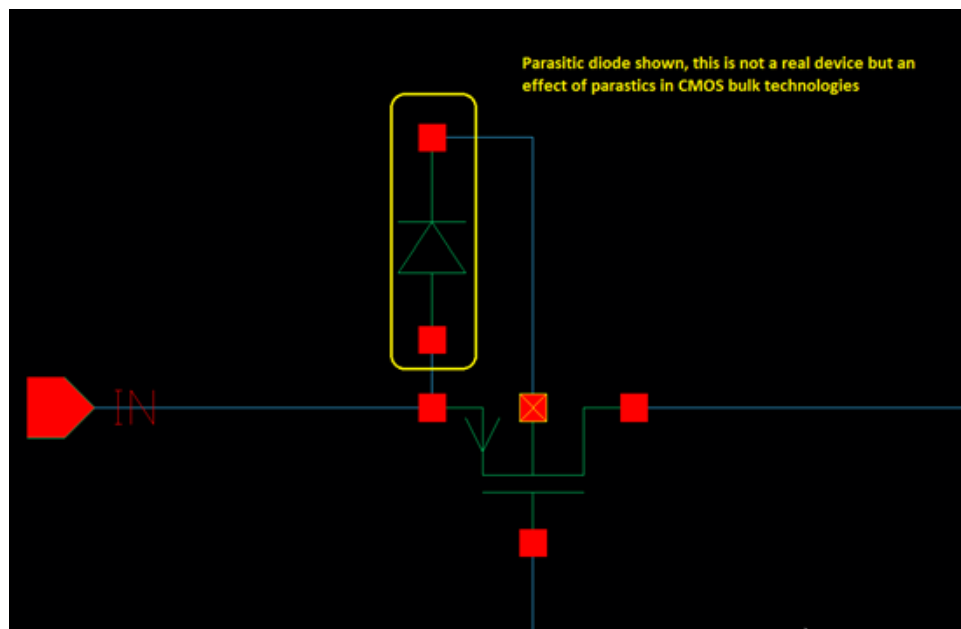 Parasitic diode shown, this is not a real device but an
effect of parastics in CMOS bulk technologies
IN